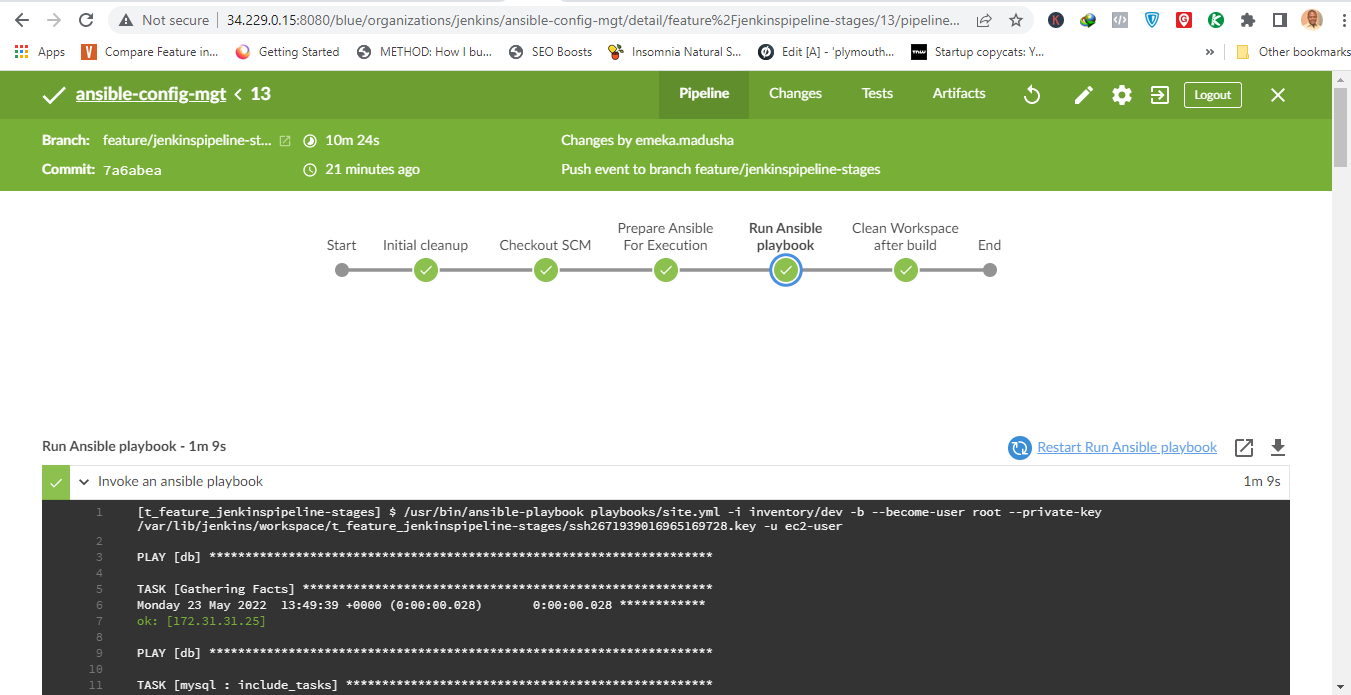 Not secure | 34.229.0.15:8080/blue/organizations/jenkins/ansible-config-mgt/detail/feature%2Fjenkinspipeline-stages/13/pipeline...
Apps Compare Feature in... Getting Started METHOD: How I bu... SEO Boosts Insomnia Natural S... Edit [A] - 'plymouth... Startup copycats: Y... » Other bookmarks
ansible-config-mgt < 13 Pipeline Changes Tests Artifacts Logout
Branch: feature/jenkinspipeline-st... 10m 24s Changes by emeka.madusha
Commit: 7a6abea 21 minutes ago Push event to branch feature/jenkinspipeline-stages
Start Initial cleanup Checkout SCM Prepare Ansible For Execution Run Ansible playbook Clean Workspace after build End
Run Ansible playbook - 1m 9s Restart Run Ansible playbook
Invoke an ansible playbook 1m 9s
1 [t_feature_jenkinspipeline-stages] $ /usr/bin/ansible-playbook playbooks/site.yml -i inventory/dev -b --become-user root --private-key
/var/lib/jenkins/workspace/t_feature_jenkinspipeline-stages/ssh2671939016965169728.key -u ec2-user
2
3 PLAY [db] **********************************************************************
4
5 TASK [Gathering Facts] *********************************************************
6 Monday 23 May 2022  13:49:39 +0000 (0:00:00.028)       0:00:00.028 ************
7 ok: [172.31.31.25]
8
9 PLAY [db] **********************************************************************
10
11 TASK [mysql : include_tasks] ***************************************************